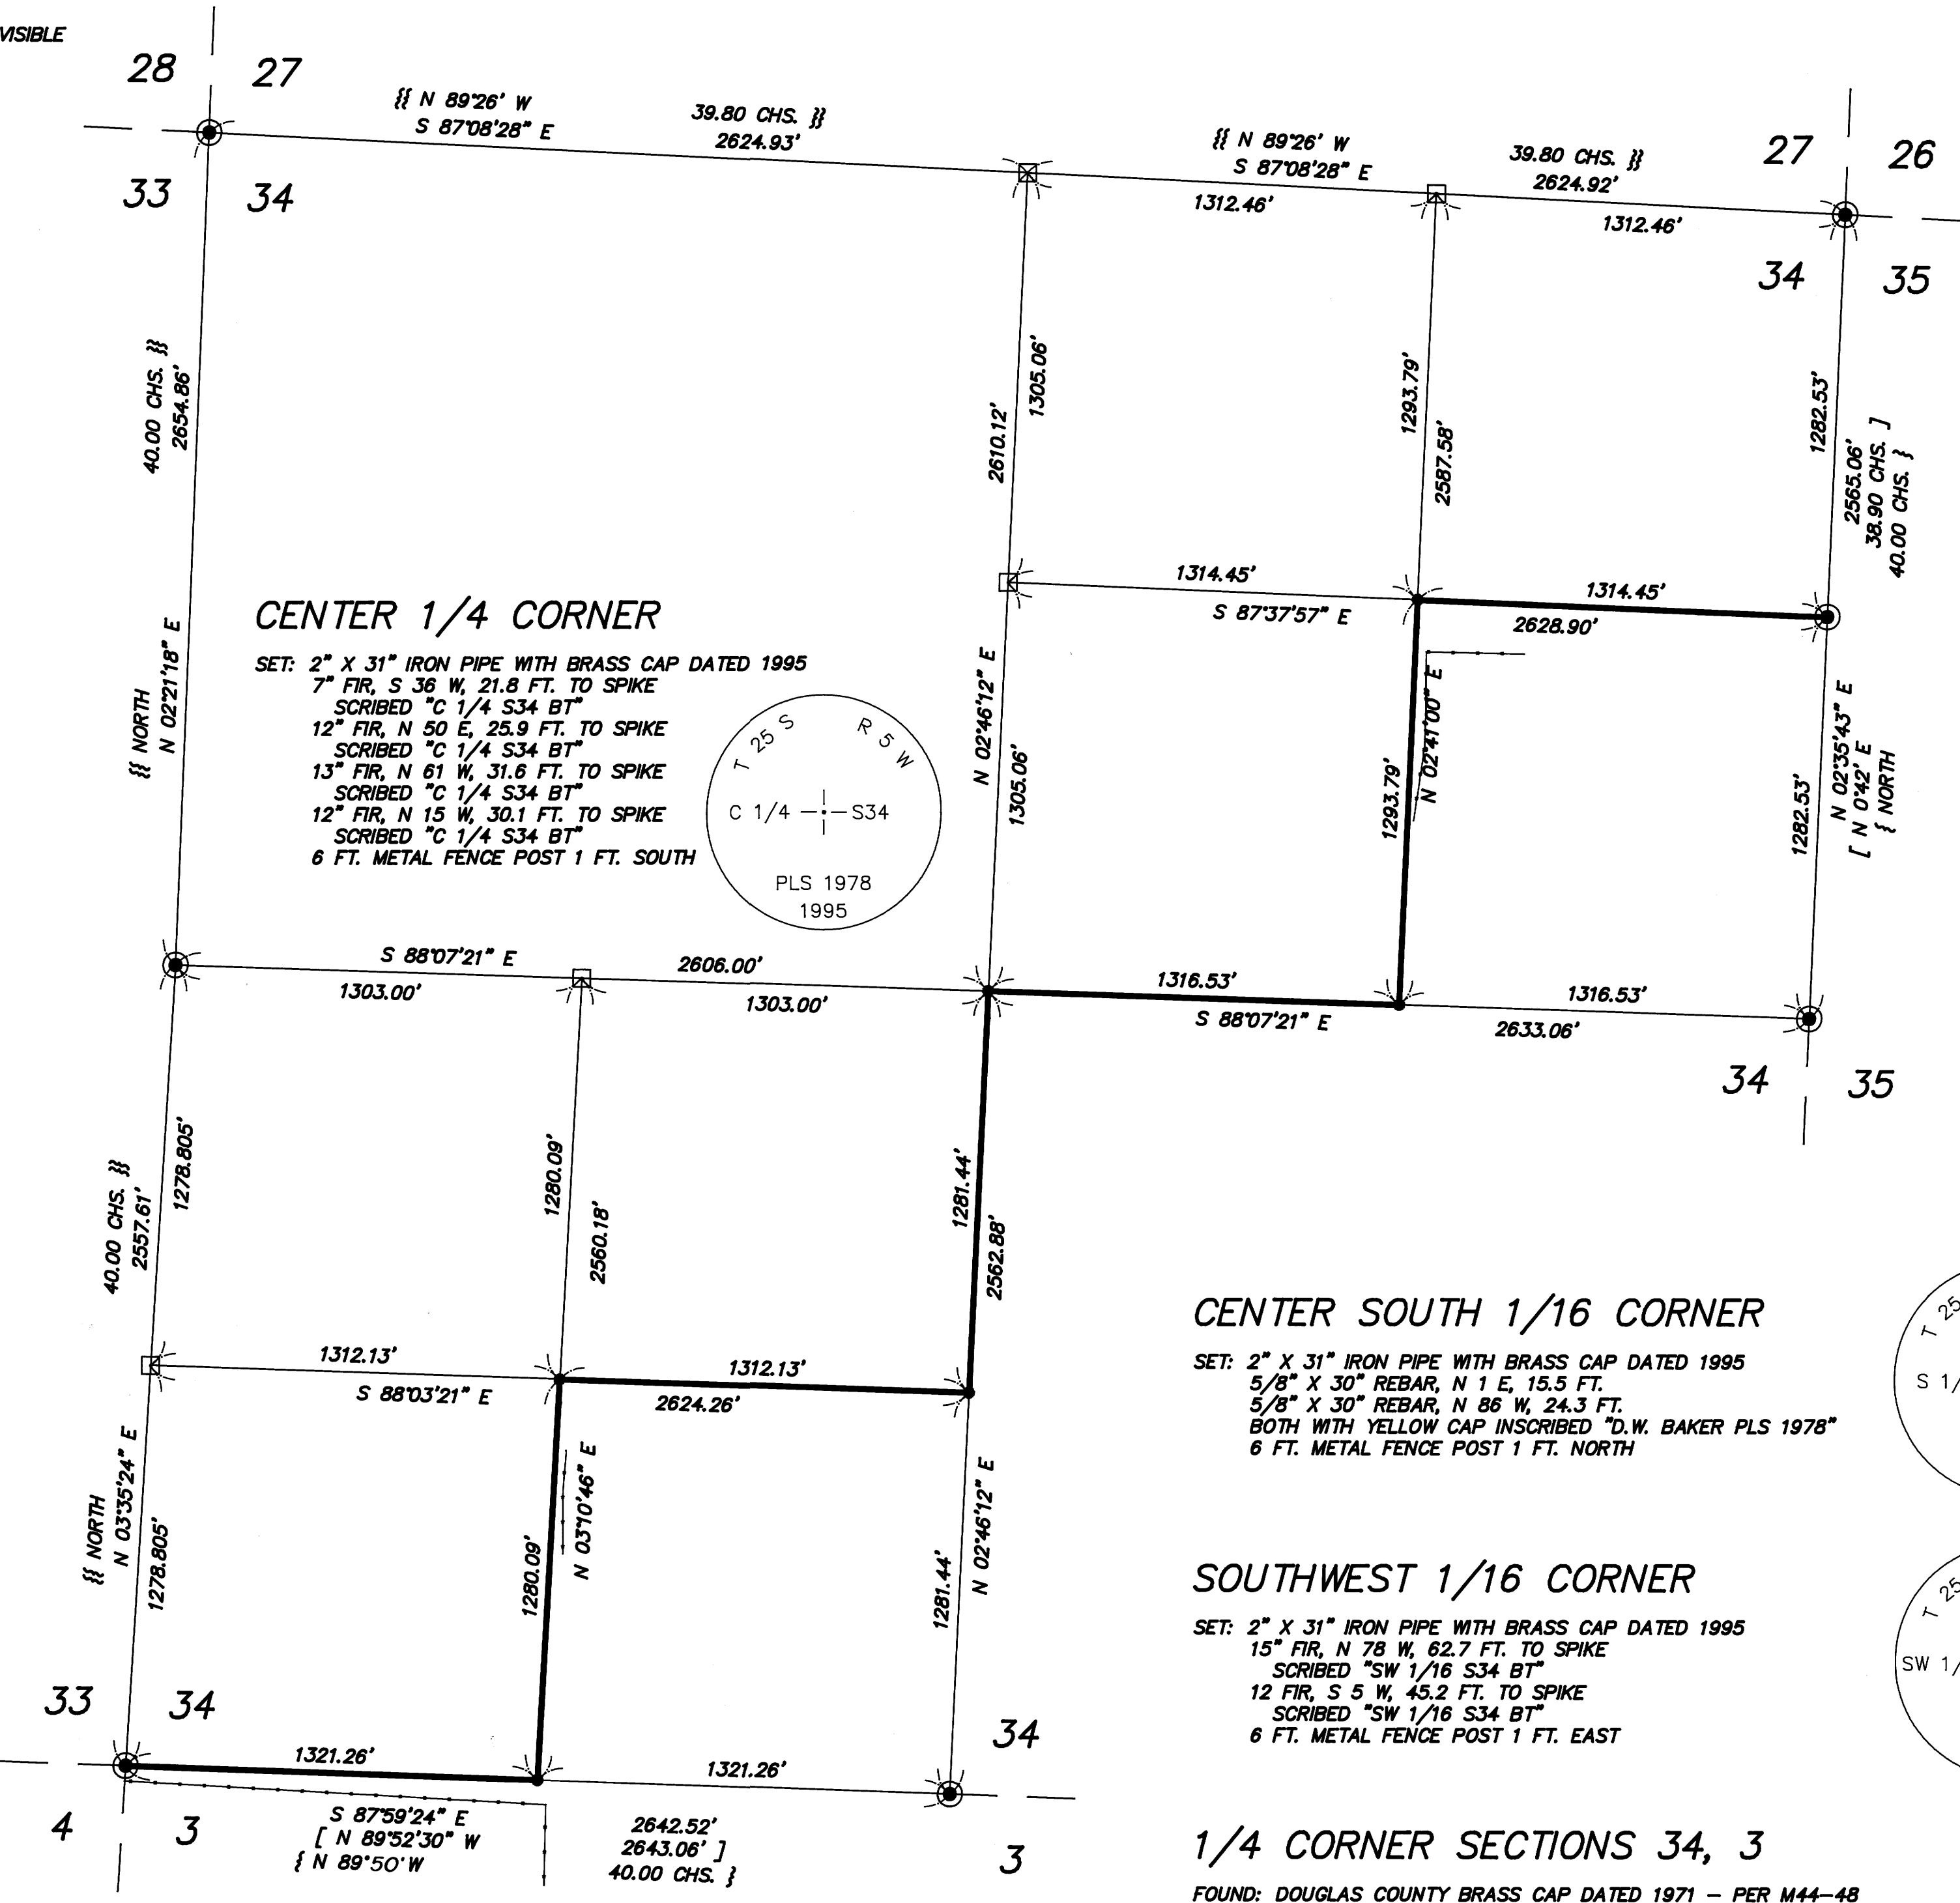 VISIBLE
28 27
27 26
33 34
34 35
{{ N 89°26' W 39.80 CHS. }}
S 87°08'28" E 2624.93'
{{ N 89°26' W 39.80 CHS. }}
S 87°08'28" E 2624.92'
1312.46' 1312.46'
{{ NORTH 40.00 CHS. }}
N 02°21'18" E 2654.86'
2610.12'
1305.06'
N 02°46'12" E
1305.06'
1293.79'
2587.58'
1282.53'
2565.06'
38.90 CHS. ]
40.00 CHS. }
1314.45'
S 87°37'57" E
1314.45'
2628.90'
1293.79'
N 02°41'00" E
1282.53'
N 02°35'43" E
[ N 0°42' E
{ NORTH
CENTER 1/4 CORNER
SET: 2" X 31" IRON PIPE WITH BRASS CAP DATED 1995
7" FIR, S 36 W, 21.8 FT. TO SPIKE
SCRIBED "C 1/4 S34 BT"
12" FIR, N 50 E, 25.9 FT. TO SPIKE
SCRIBED "C 1/4 S34 BT"
13" FIR, N 61 W, 31.6 FT. TO SPIKE
SCRIBED "C 1/4 S34 BT"
12" FIR, N 15 W, 30.1 FT. TO SPIKE
SCRIBED "C 1/4 S34 BT"
6 FT. METAL FENCE POST 1 FT. SOUTH
T 25 S R 5 W
C 1/4 S34
PLS 1978
1995
S 88°07'21" E 2606.00'
1303.00' 1303.00'
1316.53'
S 88°07'21" E
1316.53'
2633.06'
34 35
1278.805'
40.00 CHS. }}
2557.61'
1280.09'
2560.18'
1281.44'
2562.88'
1312.13'
S 88°03'21" E
1312.13'
2624.26'
{{ NORTH
N 03°35'24" E
1278.805'
1280.09'
N 03°10'46" E
1281.44'
N 02°46'12" E
33 34
34
4 3
3
1321.26' 1321.26'
S 87°59'24" E 2642.52'
[ N 89°52'30" W 2643.06' ]
{ N 89°50' W 40.00 CHS. }
CENTER SOUTH 1/16 CORNER
SET: 2" X 31" IRON PIPE WITH BRASS CAP DATED 1995
5/8" X 30" REBAR, N 1 E, 15.5 FT.
5/8" X 30" REBAR, N 86 W, 24.3 FT.
BOTH WITH YELLOW CAP INSCRIBED "D.W. BAKER PLS 1978"
6 FT. METAL FENCE POST 1 FT. NORTH
T 25
S 1/
SOUTHWEST 1/16 CORNER
SET: 2" X 31" IRON PIPE WITH BRASS CAP DATED 1995
15" FIR, N 78 W, 62.7 FT. TO SPIKE
SCRIBED "SW 1/16 S34 BT"
12 FIR, S 5 W, 45.2 FT. TO SPIKE
SCRIBED "SW 1/16 S34 BT"
6 FT. METAL FENCE POST 1 FT. EAST
T 25
SW 1/
1/4 CORNER SECTIONS 34, 3
FOUND: DOUGLAS COUNTY BRASS CAP DATED 1971 – PER M44–48